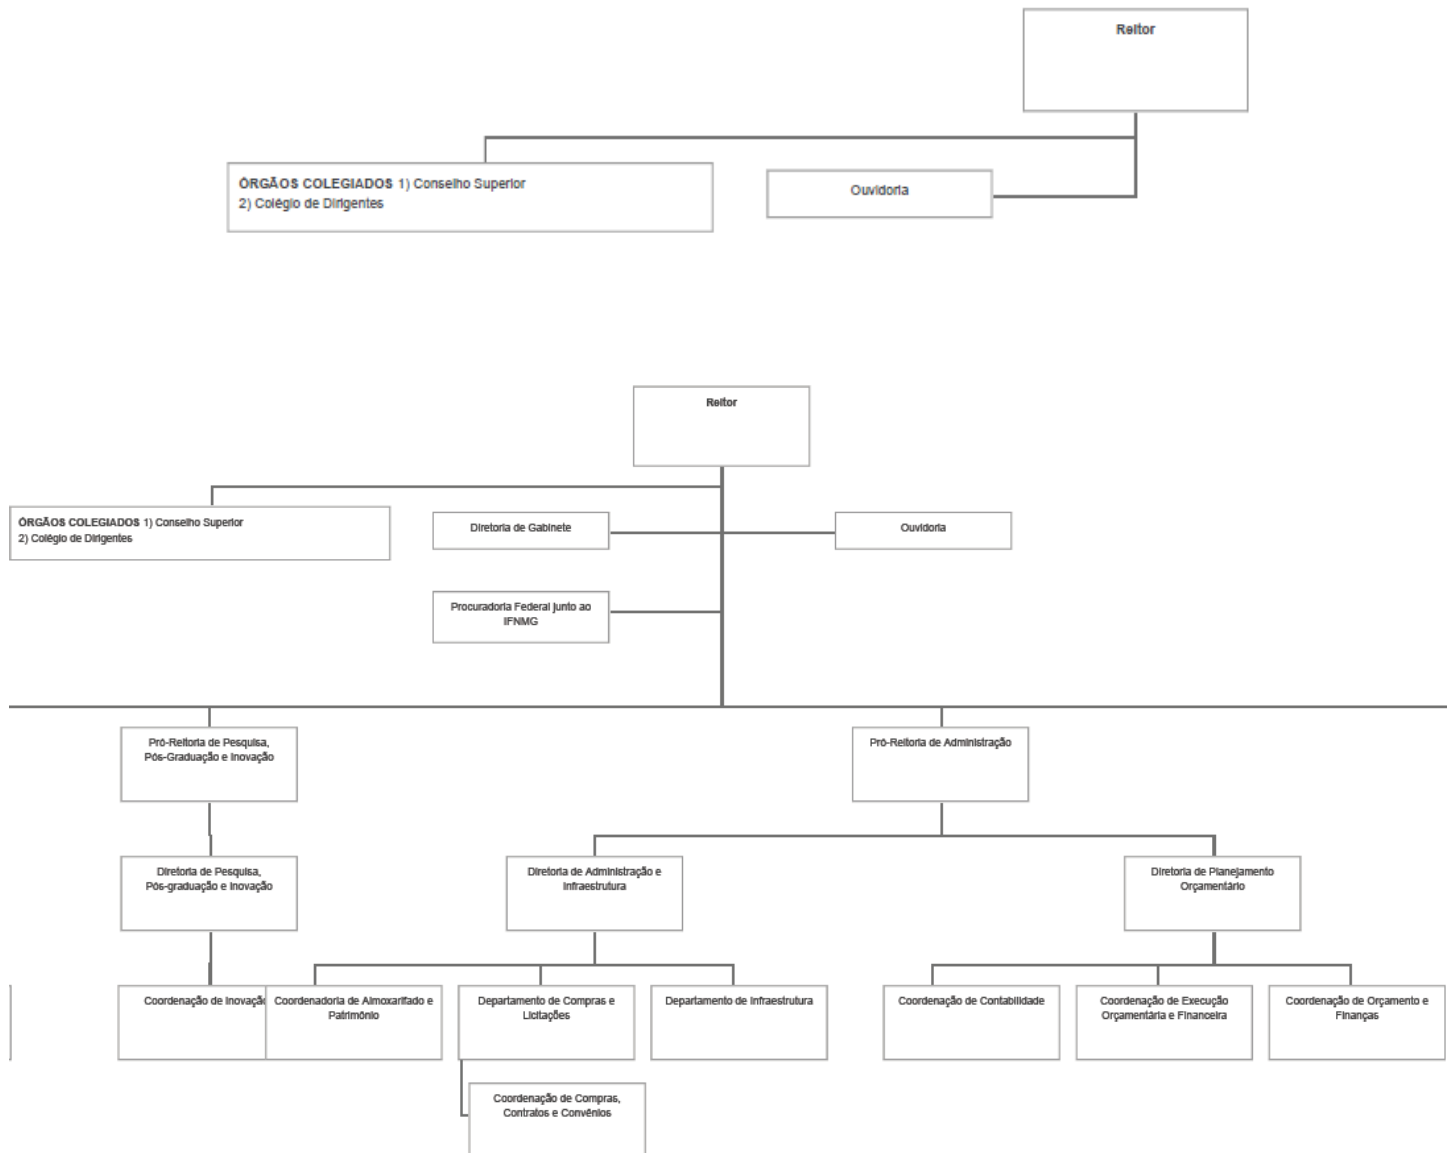 Reitor
ÓRGÃOS COLEGIADOS 1) Conselho Superior
2) Colégio de Dirigentes
Ouvidoria
Reitor
ÓRGÃOS COLEGIADOS 1) Conselho Superior
2) Colégio de Dirigentes
Diretoria de Gabinete
Ouvidoria
Procuradoria Federal junto ao
IFNMG
Pró-Reitoria de Pesquisa,
Pós-Graduação e Inovação
Pró-Reitoria de Administração
Diretoria de Pesquisa,
Pós-graduação e Inovação
Diretoria de Administração e
Infraestrutura
Diretoria de Planejamento
Orçamentário
Coordenação de Inovação
Coordenadoria de Almoxarifado e
Patrimônio
Departamento de Compras e
Licitações
Departamento de Infraestrutura
Coordenação de Contabilidade
Coordenação de Execução
Orçamentária e Financeira
Coordenação de Orçamento e
Finanças
Coordenação de Compras,
Contratos e Convênios